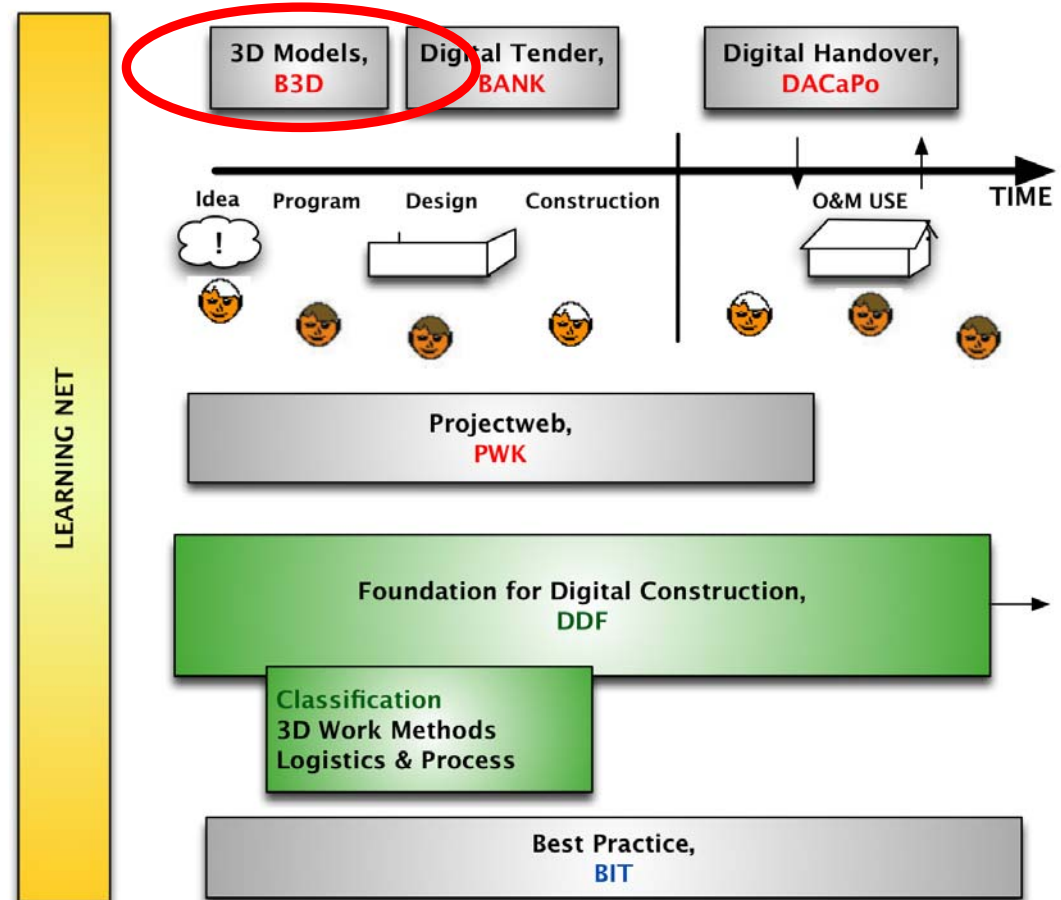 LEARNING NET
3D Models,
B3D
Digital Tender,
BANK
Digital Handover,
DACaPo
TIME
Idea
Program
Design
Construction
O&M USE
!
Projectweb,
PWK
Foundation for Digital Construction,
DDF
Classification
3D Work Methods
Logistics & Process
Best Practice,
BIT